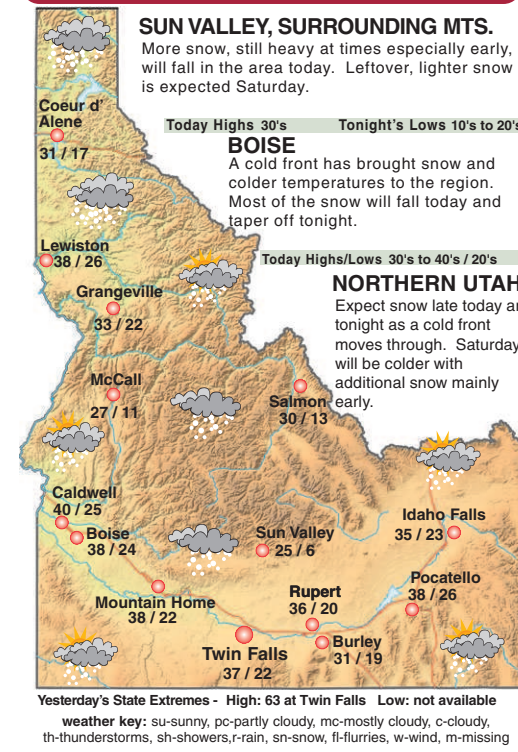 SUN VALLEY, SURROUNDING MTS.
More snow, still heavy at times especially early,
will fall in the area today. Leftover, lighter snow
is expected Saturday.
Today Highs 30's Tonight's Lows 10's to 20's
BOISE
A cold front has brought snow and
colder temperatures to the region.
Most of the snow will fall today and
taper off tonight.
Today Highs/Lows 30's to 40's / 20's
NORTHERN UTAH
Expect snow late today
tonight as a cold front
moves through. Saturday
will be colder with
additional snow mainly
early.
Coeur d'
Alene
31 / 17
Lewiston
38 / 26
Grangeville
33 / 22
McCall
27 / 11
Salmon
30 / 13
Caldwell
40 / 25
Boise
38 / 24
Sun Valley
25 / 6
Idaho Falls
35 / 23
Pocatello
38 / 26
Mountain Home
38 / 22
Rupert
36 / 20
Twin Falls
37 / 22
Burley
31 / 19
Yesterday's State Extremes - High: 63 at Twin Falls Low: not available
weather key: su-sunny, pc-partly cloudy, mc-mostly cloudy, c-cloudy,
th-thunderstorms, sh-showers,r-rain, sn-snow, fl-flurries, w-wind, m-missing